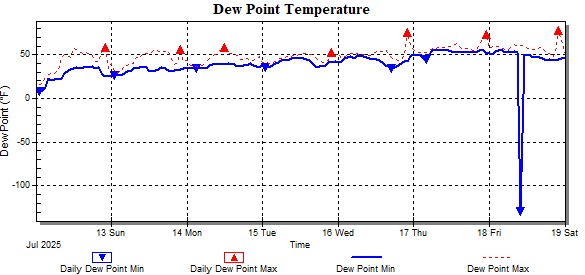 Dew Point Temperature
DewPoint (°F)
50
0
-50
-100
13 Sun 14 Mon 15 Tue 16 Wed 17 Thu 18 Fri 19 Sat
Jul 2025 Time
Daily Dew Point Min Daily Dew Point Max Dew Point Min Dew Point Max